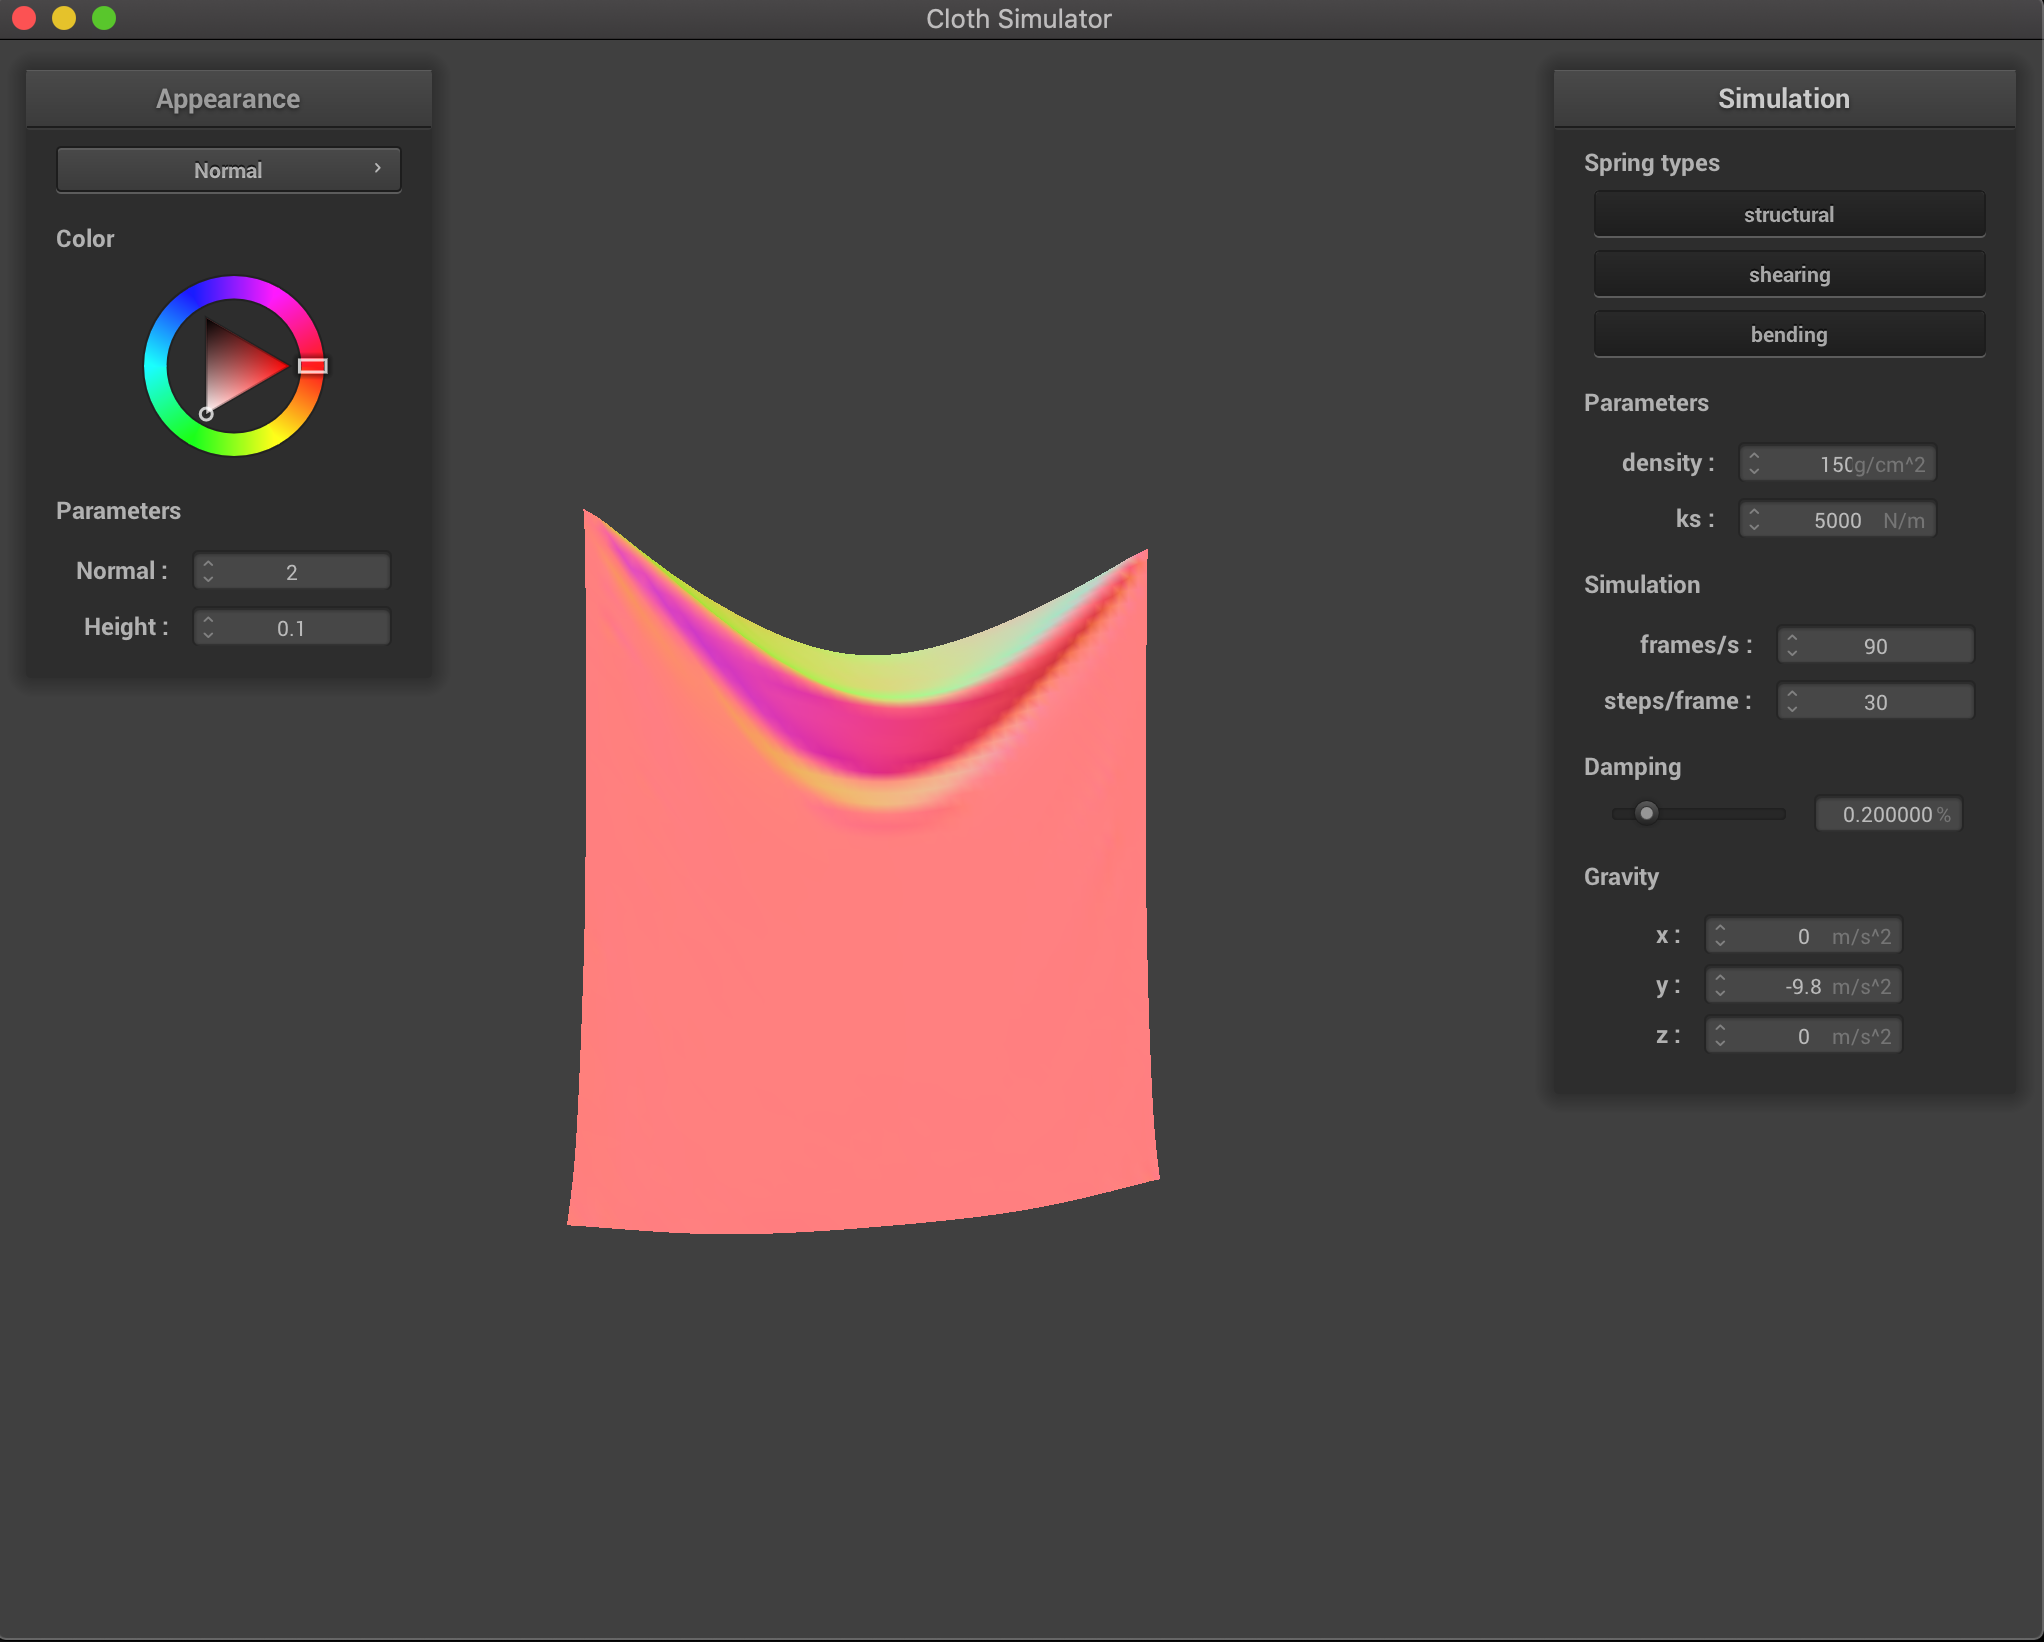 Cloth Simulator
Appearance
Normal
Color
Parameters
Normal : 2
Height : 0.1
Simulation
Spring types
structural
shearing
bending
Parameters
density : 150g/cm^2
ks : 5000 N/m
Simulation
frames/s : 90
steps/frame : 30
Damping
0.200000 %
Gravity
x : 0 m/s^2
y : -9.8 m/s^2
z : 0 m/s^2